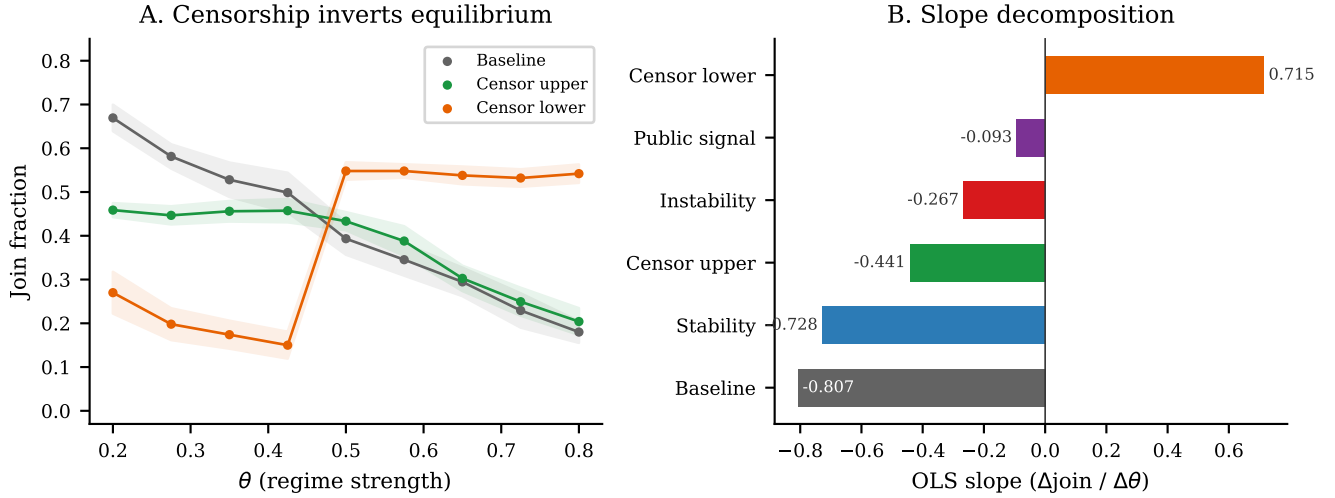 A. Censorship inverts equilibrium
Join fraction
0.8
0.7
0.6
0.5
0.4
0.3
0.2
0.1
0.0
Baseline
Censor upper
Censor lower
0.2
0.3
0.4
0.5
0.6
0.7
0.8
θ (regime strength)
B. Slope decomposition
Censor lower
0.715
Public signal
-0.093
Instability
-0.267
Censor upper
-0.441
Stability
0.728
Baseline
-0.807
−0.8
−0.6
−0.4
−0.2
0.0
0.2
0.4
0.6
OLS slope (Δjoin / Δθ)